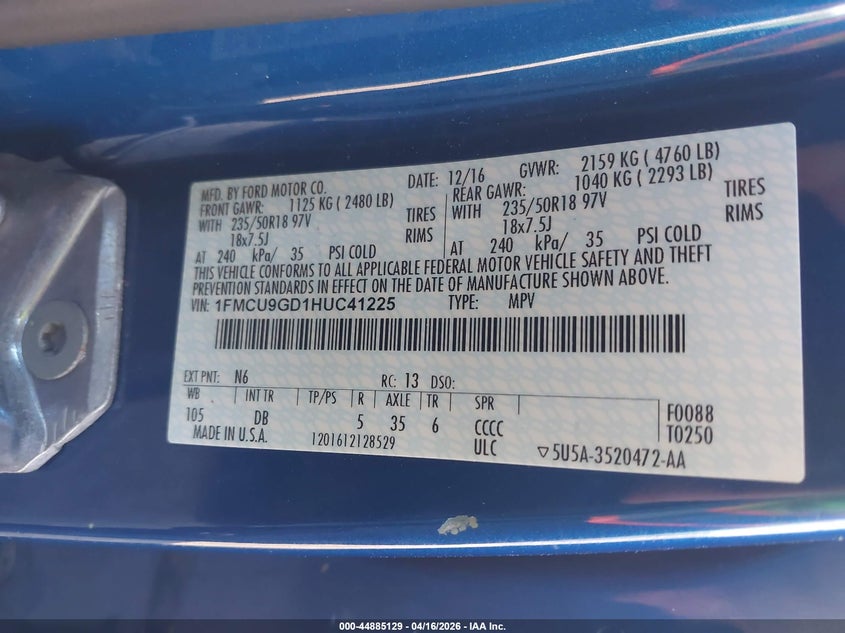 MFD. BY FORD MOTOR CO. DATE: 12/16 GVWR: 2159 KG ( 4760 LB)
FRONT GAWR: 1125 KG ( 2480 LB) REAR GAWR: 1040 KG ( 2293 LB)
WITH 235/50R18 97V TIRES WITH 235/50R18 97V TIRES
18x7.5J RIMS 18x7.5J RIMS
AT 240 kPa/ 35 PSI COLD AT 240 kPa/ 35 PSI COLD
THIS VEHICLE CONFORMS TO ALL APPLICABLE FEDERAL MOTOR VEHICLE SAFETY AND THEFT
PREVENTION STANDARDS IN EFFECT ON THE DATE OF MANUFACTURE SHOWN ABOVE.
VIN: 1FMCU9GD1HUC41225 TYPE: MPV
EXT PNT: N6 RC: 13 DSO:
WB INT TR TP/PS R AXLE TR SPR F0088
105 DB 5 35 6 CCCC T0250
MADE IN U.S.A. 1201612128529 ULC ▽5U5A-3520472-AA
000-44885129 - 04/16/2026 - IAA Inc.